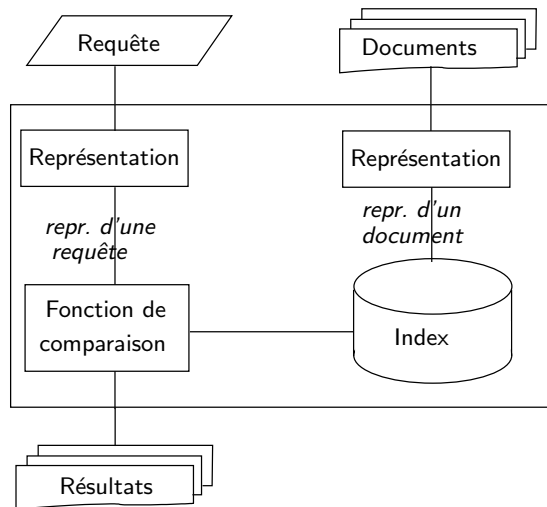 Requête
Documents
Représentation
Représentation
repr. d'une
requête
repr. d'un
document
Fonction de
comparaison
Index
Résultats